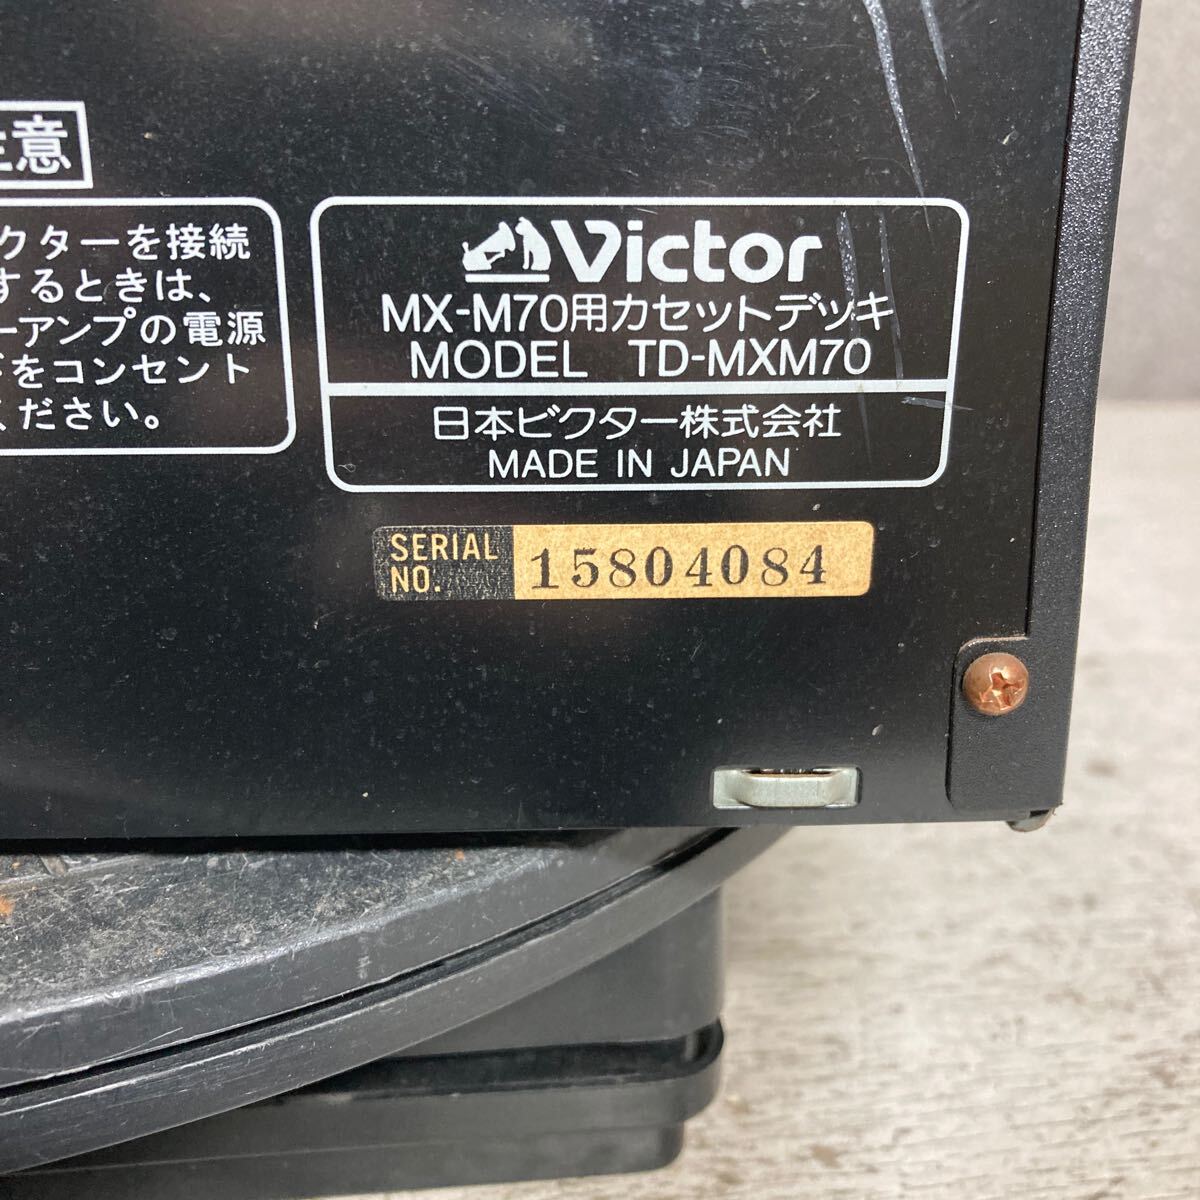 注意
クターを接続
するときは、
ーアンプの電源
をコンセント
ください。
Victor
MX-M70用カセットデッキ
MODEL TD-MXM70
日本ビクター株式会社
MADE IN JAPAN
SERIAL NO. 15804084